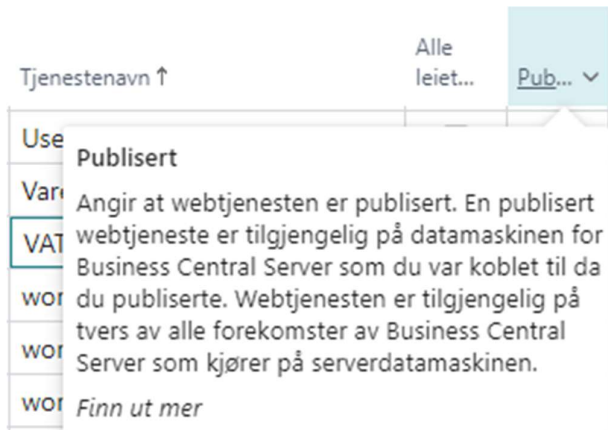 Alle
Tjenestenavn ↑ leiet... Pub...
Use
Publisert
Vare
Angir at webtjenesten er publisert. En publisert
VAT webtjeneste er tilgjengelig på datamaskinen for
Business Central Server som du var koblet til da
wor du publiserte. Webtjenesten er tilgjengelig på
tvers av alle forekomster av Business Central
wor Server som kjører på serverdatamaskinen.
wor Finn ut mer